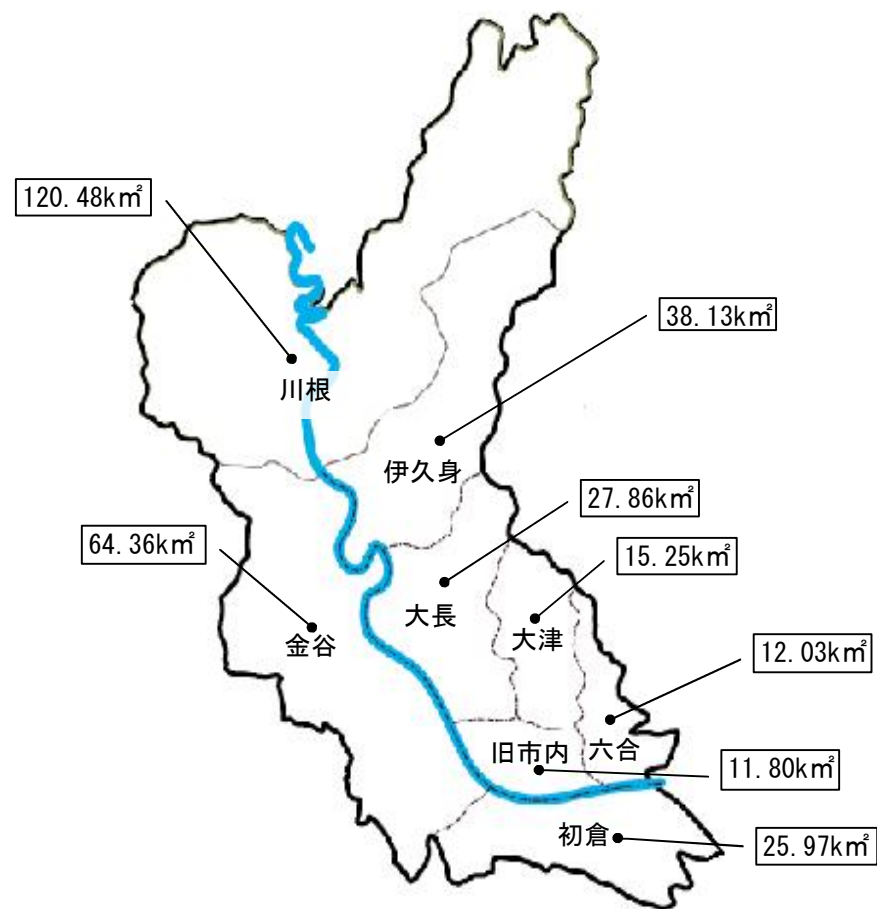 120.48k㎡
38.13k㎡
川根
伊久身
27.86k㎡
64.36k㎡
15.25k㎡
大長
大津
金谷
12.03k㎡
旧市内
六合
11.80k㎡
初倉
25.97k㎡